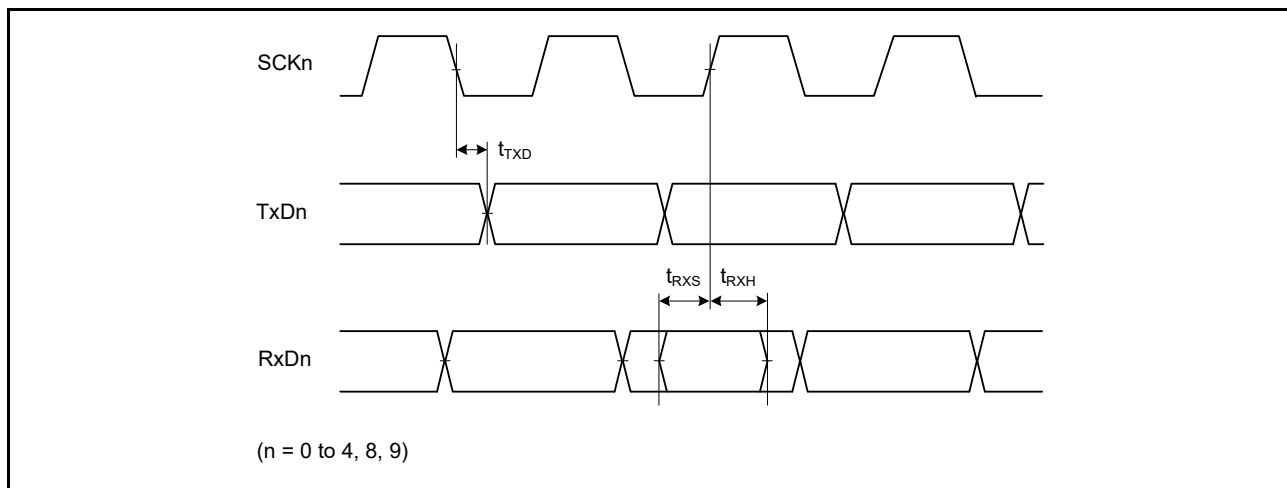 SCKn
tTXD
TxDn
tRXS tRXH
RxDn
(n = 0 to 4, 8, 9)